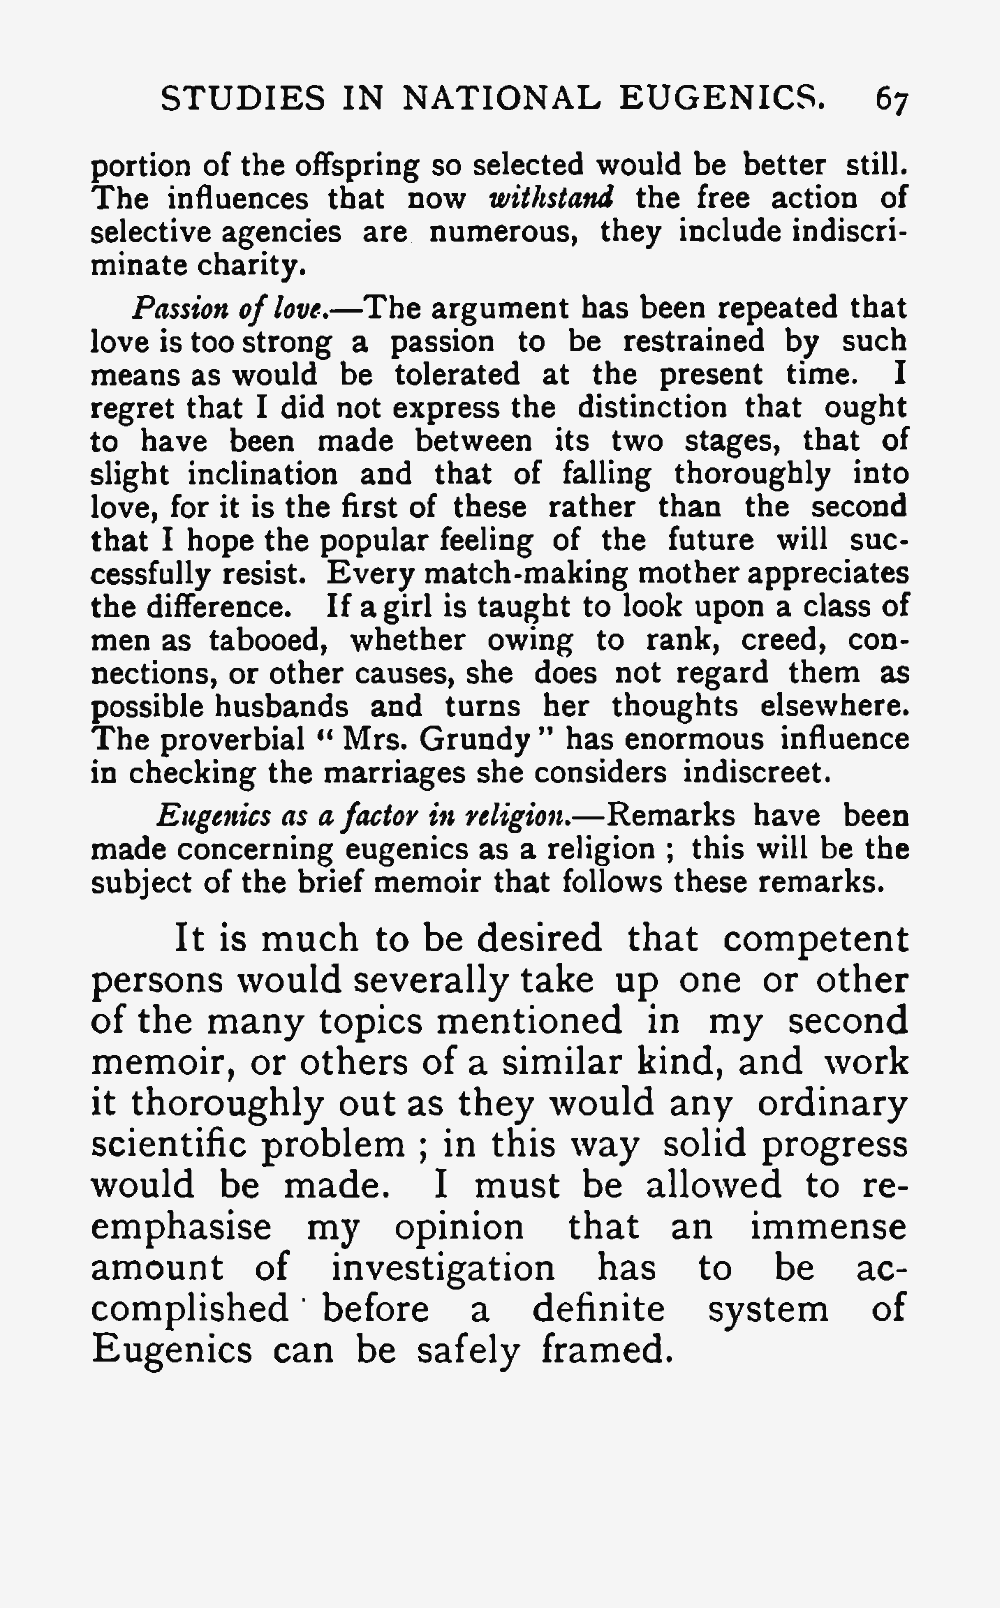 STUDIES IN NATIONAL EUGENICS. 67
portion of the offspring so selected would be better still.
The influences that now withstand the free action of
selective agencies are numerous, they include indiscri-
minate charity.
Passion of love.—The argument has been repeated that
love is too strong a passion to be restrained by such
means as would be tolerated at the present time. I
regret that I did not express the distinction that ought
to have been made between its two stages, that of
slight inclination and that of falling thoroughly into
love, for it is the first of these rather than the second
that I hope the popular feeling of the future will suc-
cessfully resist. Every match-making mother appreciates
the difference. If a girl is taught to look upon a class of
men as tabooed, whether owing to rank, creed, con-
nections, or other causes, she does not regard them as
possible husbands and turns her thoughts elsewhere.
The proverbial “ Mrs. Grundy ” has enormous influence
in checking the marriages she considers indiscreet.
Eugenics as a factor in religion.—Remarks have been
made concerning eugenics as a religion ; this will be the
subject of the brief memoir that follows these remarks.
It is much to be desired that competent
persons would severally take up one or other
of the many topics mentioned in my second
memoir, or others of a similar kind, and work
it thoroughly out as they would any ordinary
scientific problem ; in this way solid progress
would be made. I must be allowed to re-
emphasise my opinion that an immense
amount of investigation has to be ac-
complished before a definite system of
Eugenics can be safely framed.